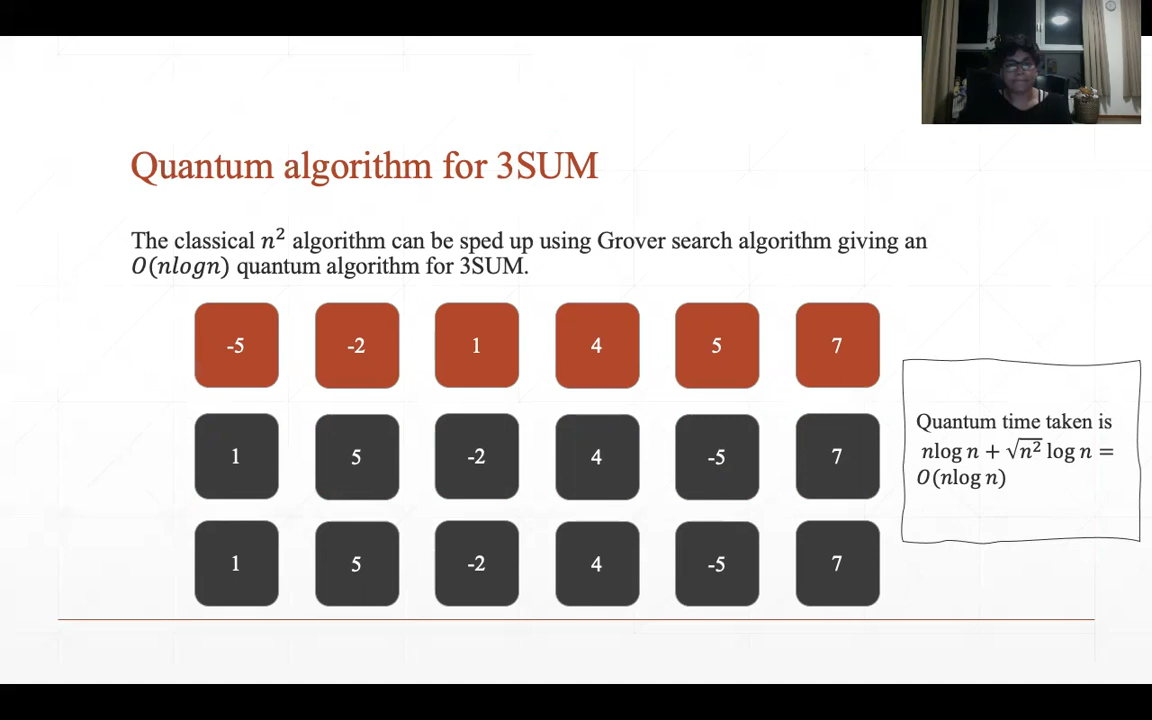 Quantum algorithm for 3SUM
The classical n² algorithm can be sped up using Grover search algorithm giving an
O(nlogn) quantum algorithm for 3SUM.
-5 -2 1 4 5 7
1 5 -2 4 -5 7
1 5 -2 4 -5 7
Quantum time taken is
nlog n + √n² log n =
O(nlog n)